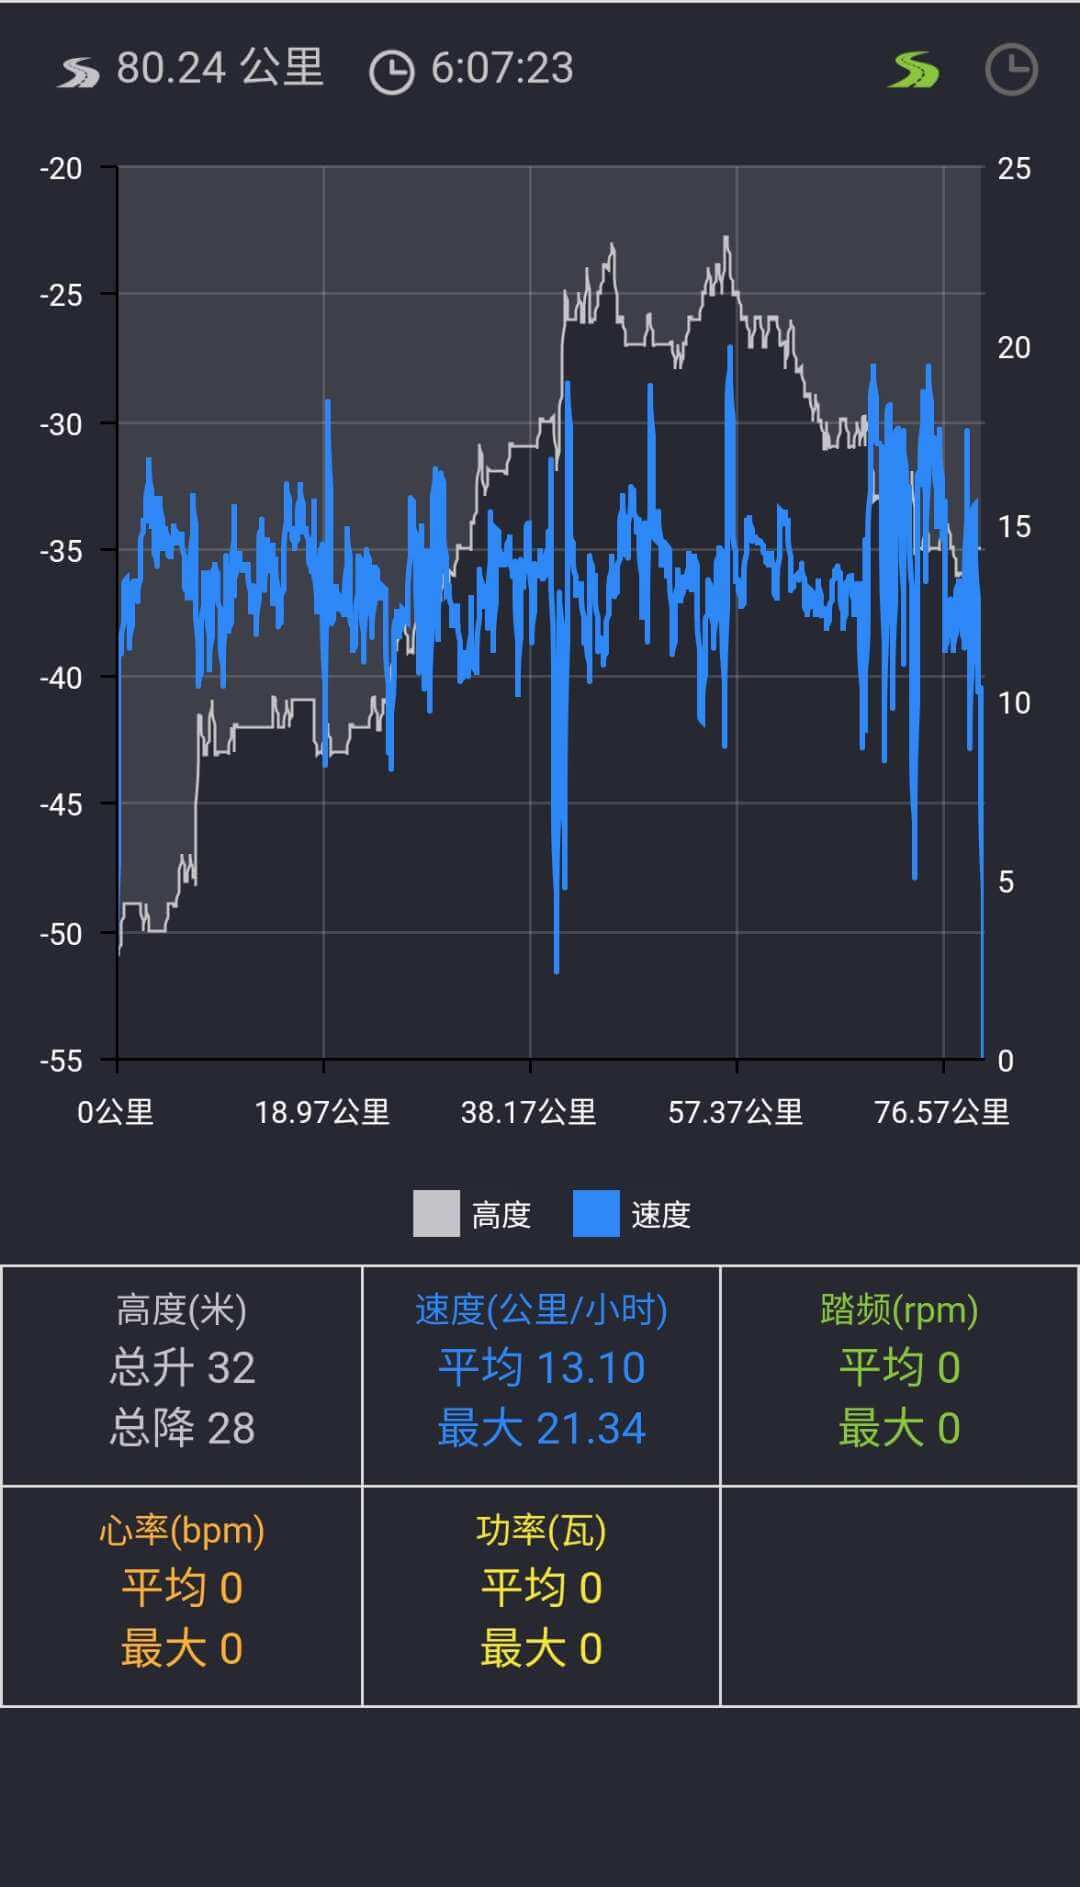 80.24 公里 6:07:23
-20 25
-25
20
-30
-35 15
-40
10
-45
5
-50
-55 0
0公里 18.97公里 38.17公里 57.37公里 76.57公里
高度 速度
高度(米) 速度(公里/小时) 踏频(rpm)
总升 32 平均 13.10 平均 0
总降 28 最大 21.34 最大 0
心率(bpm) 功率(瓦)
平均 0 平均 0
最大 0 最大 0